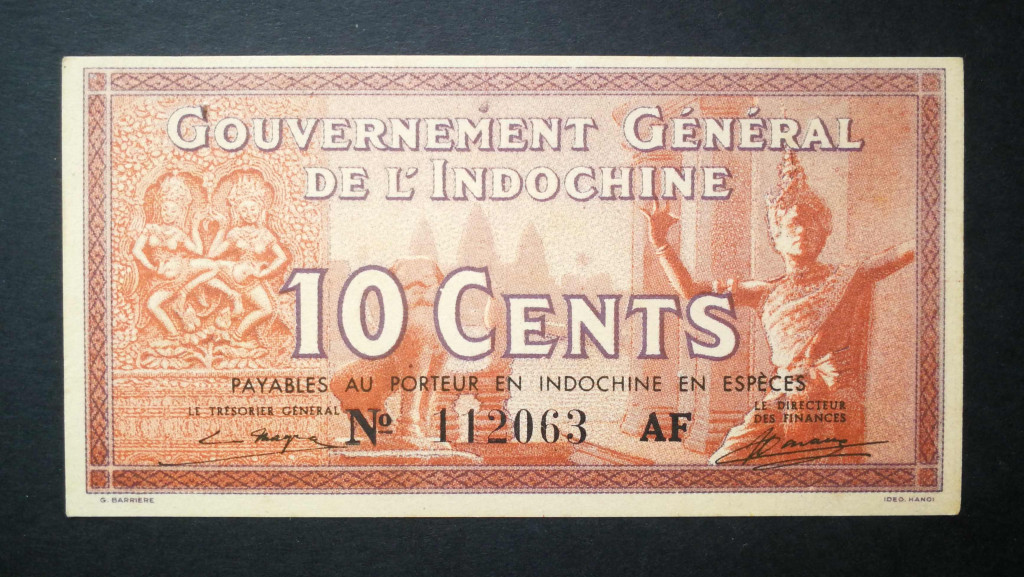 GOUVERNEMENT GÉNÉRAL
DE L'INDOCHINE
10 CENTS
PAYABLES AU PORTEUR EN INDOCHINE EN ESPÈCES
LE TRÉSORIER GÉNÉRAL
LE DIRECTEUR
DES FINANCES
Nº 112063 AF
G. BARRIÈRE
IDEO. HANOI